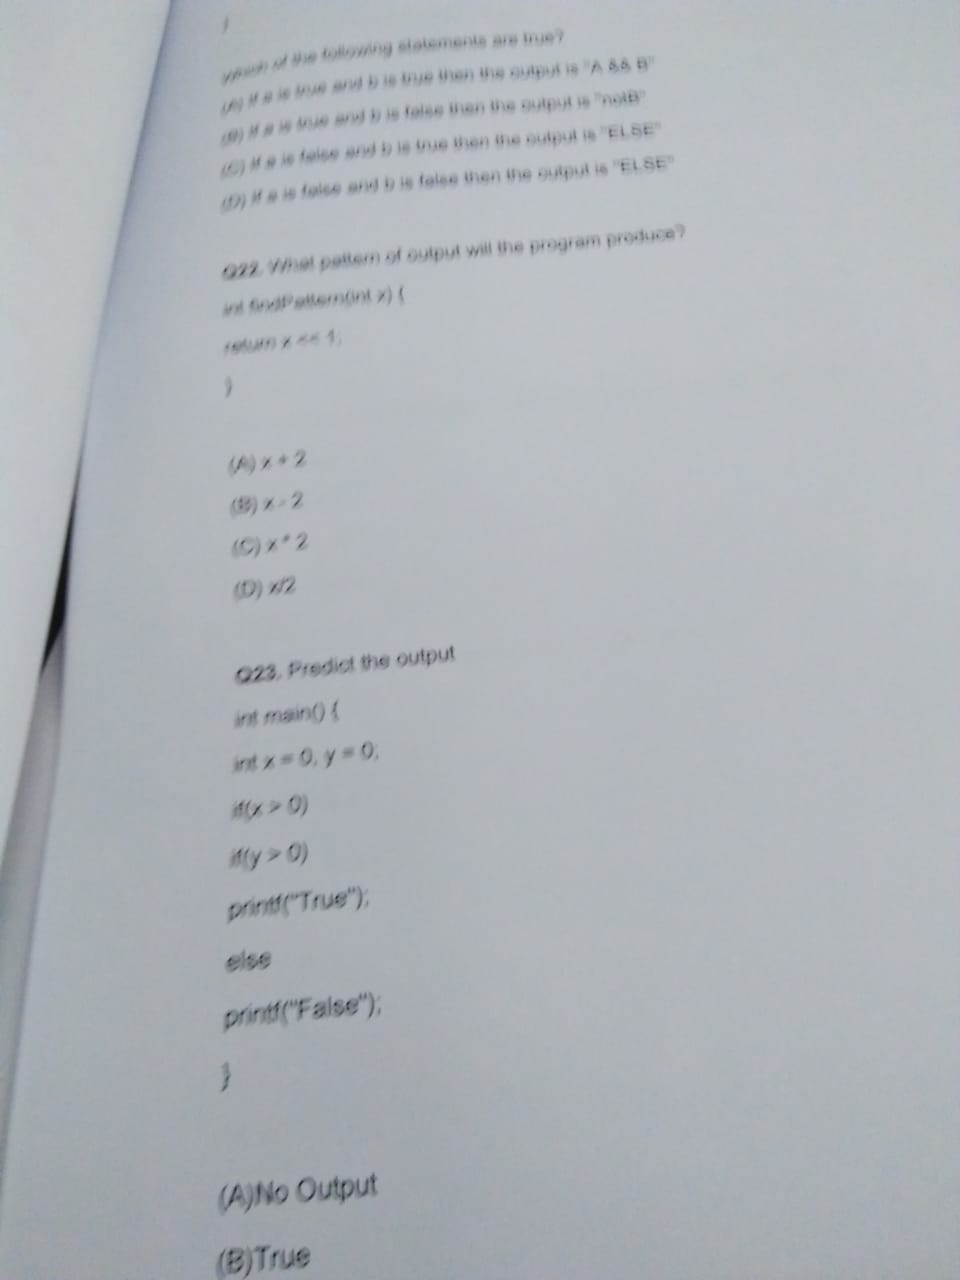 }
Which of the following statements are true?
(A) If a is true and b is true then the output is "A && B"
(B) If a is true and b is false then the output is "notB"
(C) If a is false and b is true then the output is "ELSE"
(D) If a is false and b is false then the output is "ELSE"
Q22. What pattern of output will the program produce?
int findPattern(int x) {
return x << 1;
}
(A) x + 2
(B) x - 2
(C) x * 2
(D) x/2
Q23. Predict the output
int main() {
int x = 0, y = 0;
if(x > 0)
if(y > 0)
printf("True");
else
printf("False");
}
(A)No Output
(B)True